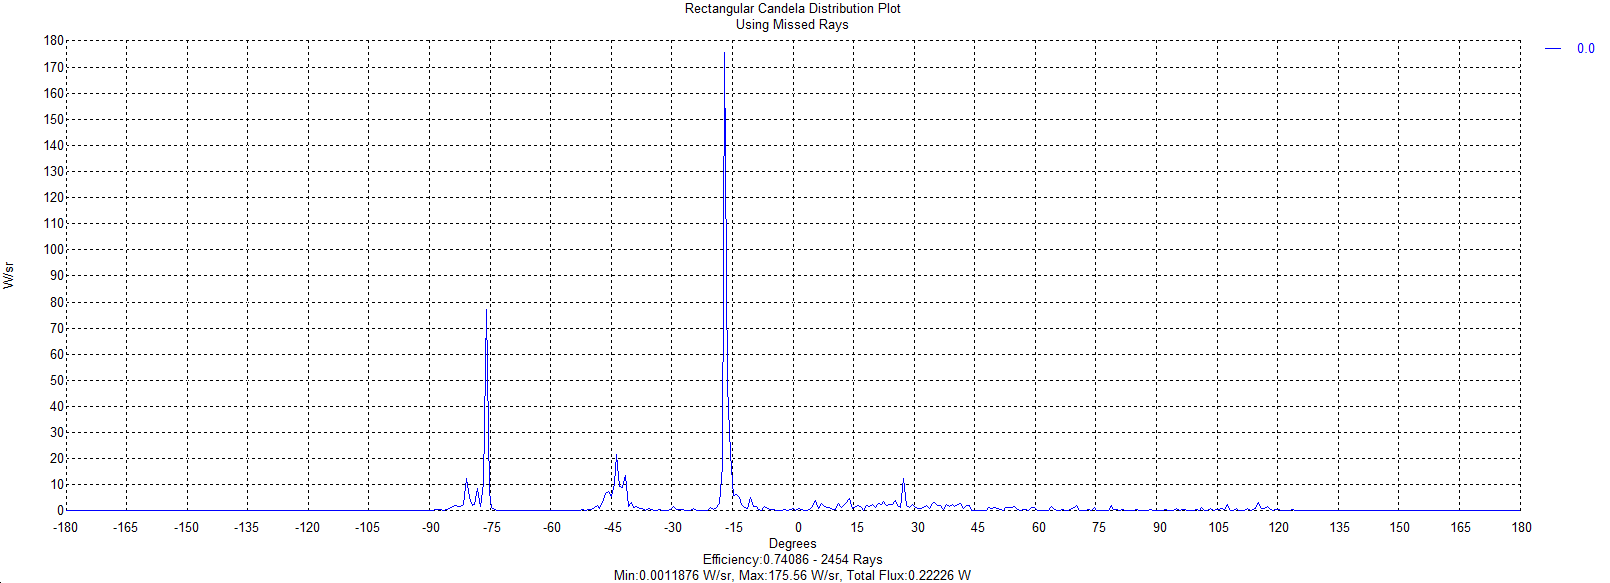 Rectangular Candela Distribution Plot
Using Missed Rays
180
170
160
150
140
130
120
110
100
90
80
70
60
50
40
30
20
10
0
W/sr
0.0
-180 -165 -150 -135 -120 -105 -90 -75 -60 -45 -30 -15 0 15 30 45 60 75 90 105 120 135 150 165 180
Degrees
Efficiency:0.74086 - 2454 Rays
Min:0.0011876 W/sr, Max:175.56 W/sr, Total Flux:0.22226 W